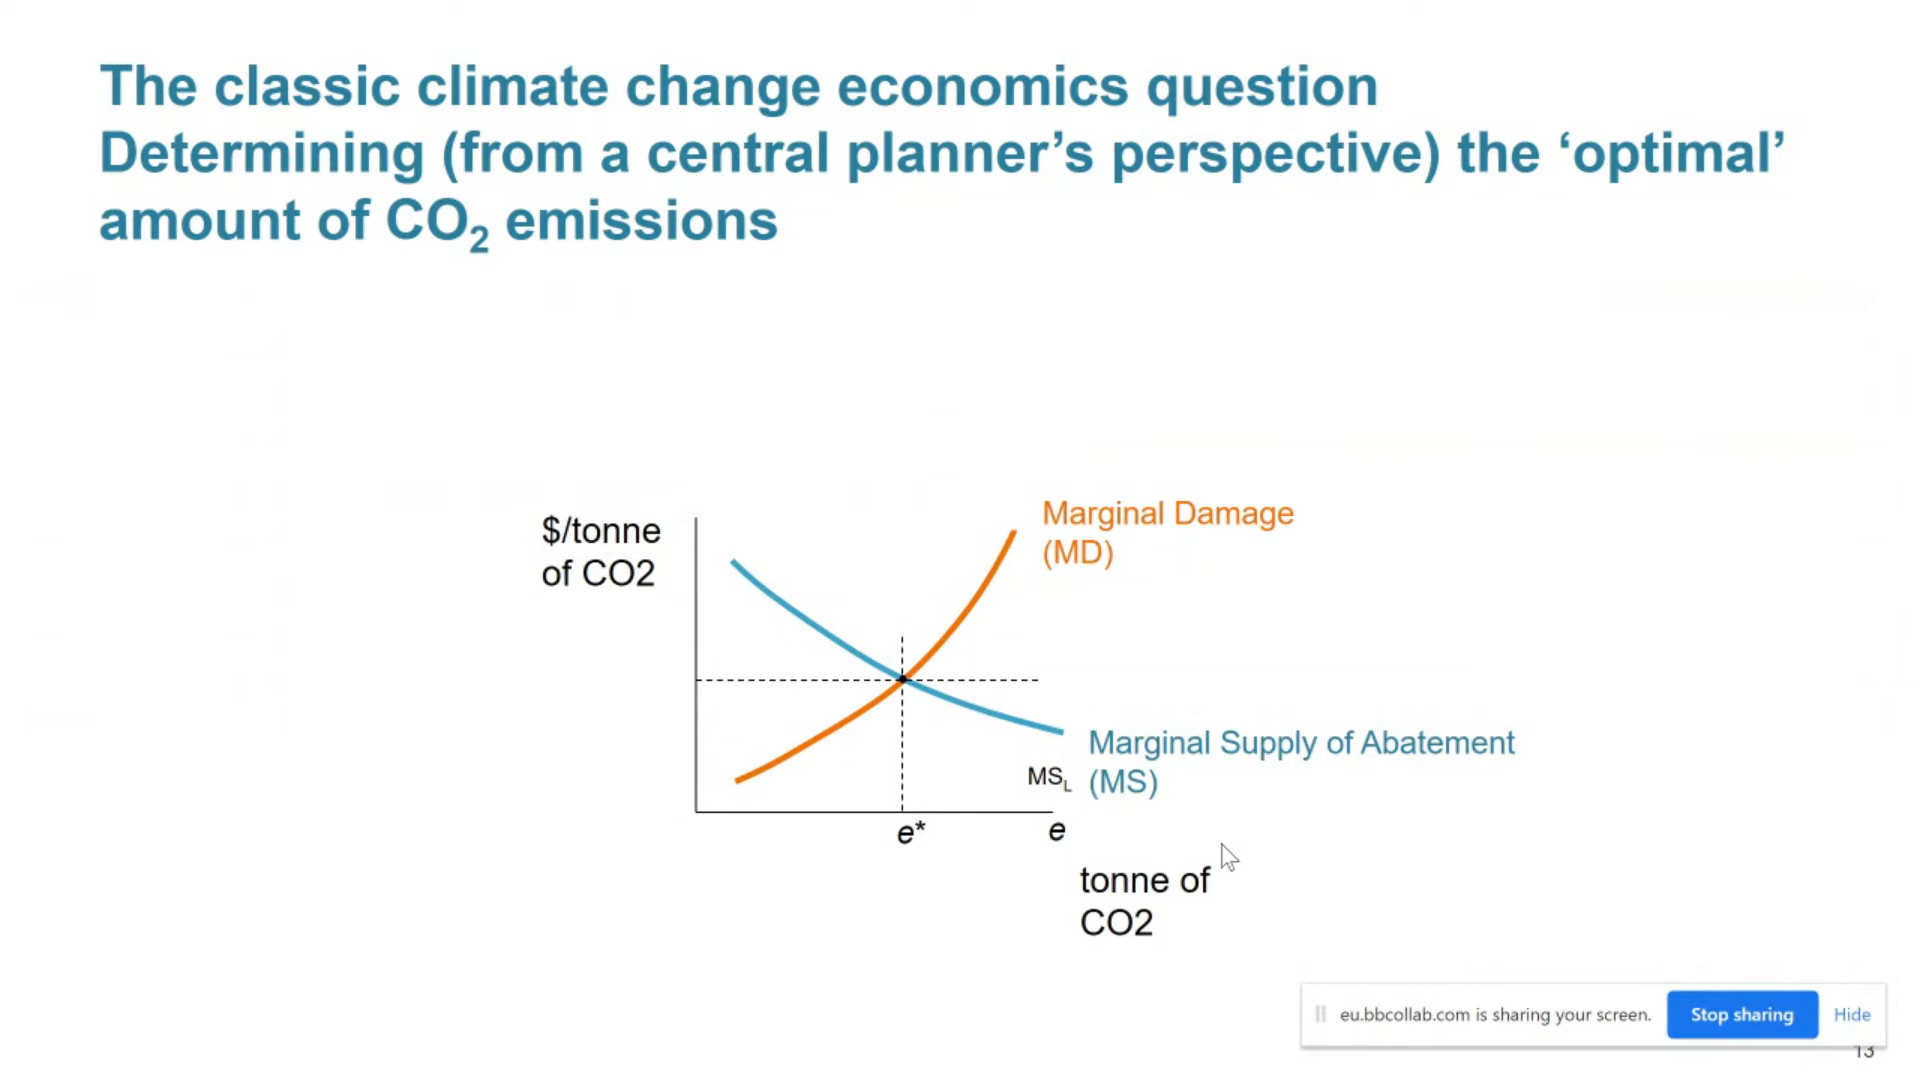 The classic climate change economics question
Determining (from a central planner’s perspective) the ‘optimal’
amount of CO₂ emissions
$/tonne
of CO2
Marginal Damage
(MD)
Marginal Supply of Abatement
(MS)
MSL
e*
e
tonne of
CO2
eu.bbcollab.com is sharing your screen.
Stop sharing
Hide
13